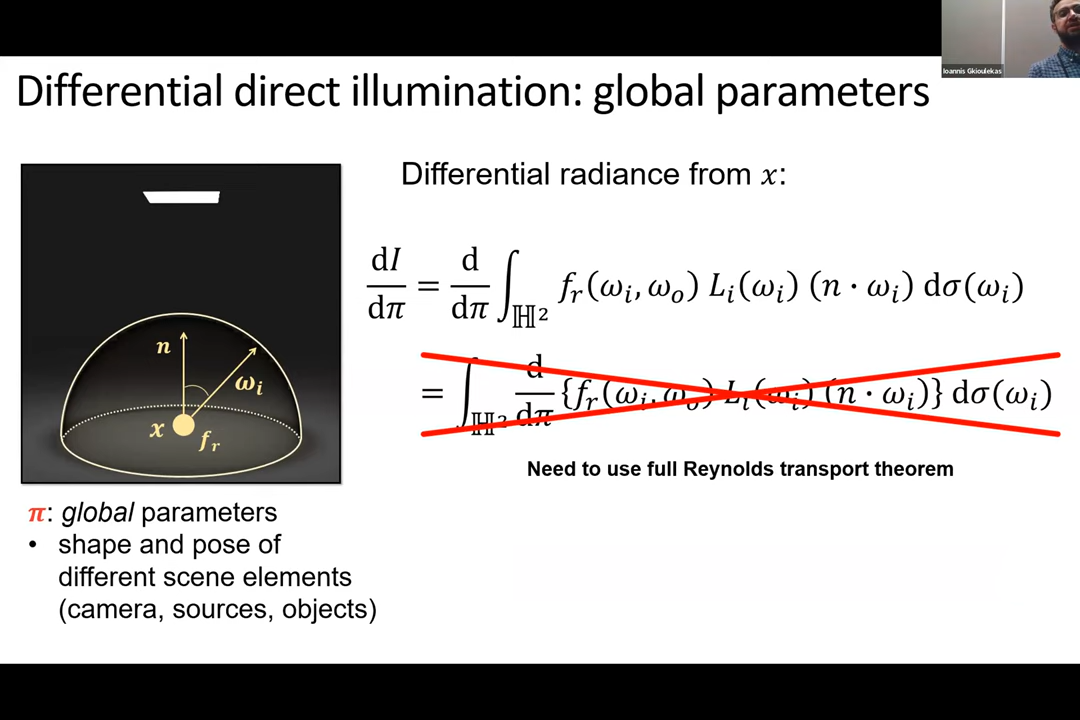 Ioannis Gkioulekas
Differential direct illumination: global parameters
Differential radiance from x:
dI/dπ = d/dπ ∫_ℍ² f_r(ω_i, ω_o) L_i(ω_i) (n · ω_i) dσ(ω_i)
= ∫_ℍ² d/dπ {f_r(ω_i, ω_o) L_i(ω_i) (n · ω_i)} dσ(ω_i)
Need to use full Reynolds transport theorem
n
ω_i
x
f_r
π: global parameters
• shape and pose of
different scene elements
(camera, sources, objects)